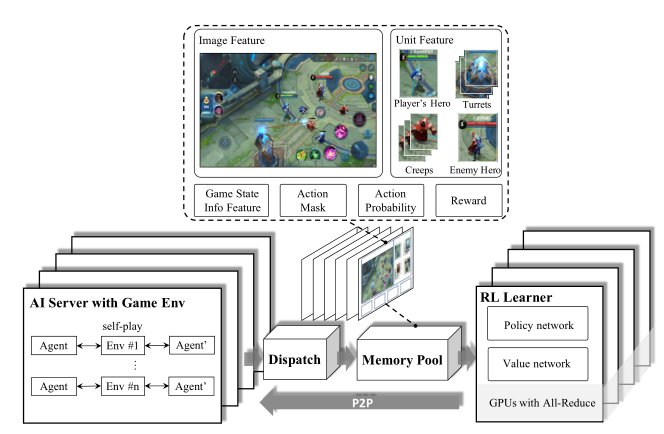 Image Feature
Unit Feature
Player's Hero
Turrets
Creeps
Enemy Hero
Game State
Info Feature
Action
Mask
Action
Probability
Reward
AI Server with Game Env
self-play
Agent
Env #1
Agent'
⋮
Agent
Env #n
Agent'
Dispatch
Memory Pool
RL Learner
Policy network
Value network
GPUs with All-Reduce
P2P